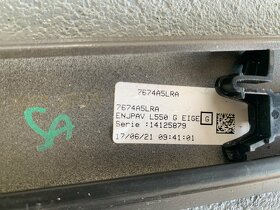 7674A5LRA
7674A5LRA
ENJPAV L550 G EIGE G
Serie :14125879
17/06/21 09:41:01
SA